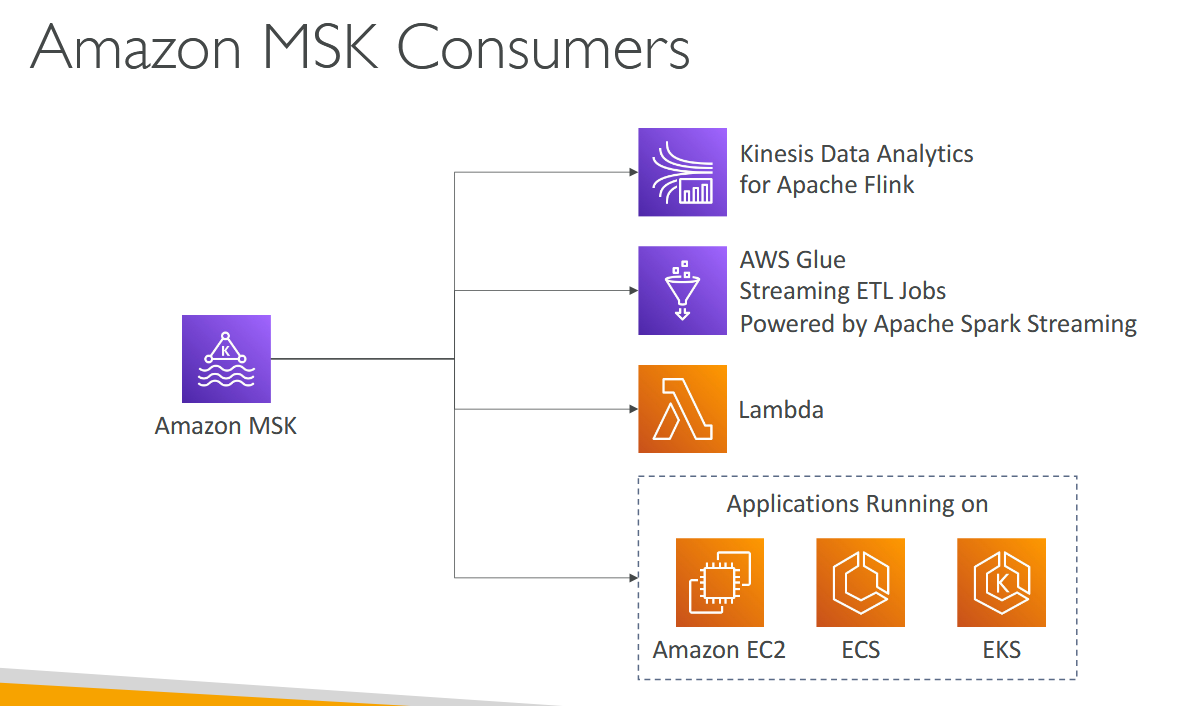 Amazon MSK Consumers
Kinesis Data Analytics
for Apache Flink
AWS Glue
Streaming ETL Jobs
Powered by Apache Spark Streaming
K
Amazon MSK
Lambda
Applications Running on
K
Amazon EC2
ECS
EKS